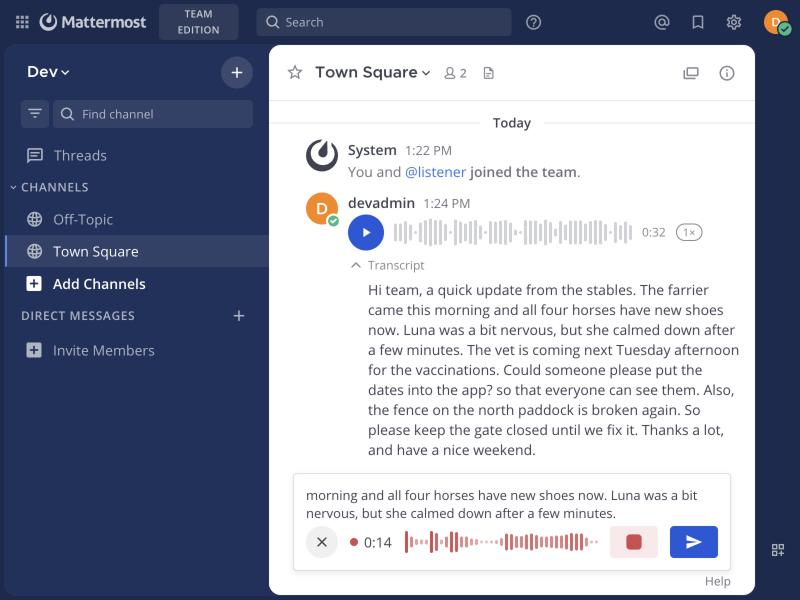 Mattermost
TEAM
EDITION
Search
D
Dev
Find channel
Threads
CHANNELS
Off-Topic
Town Square
Add Channels
DIRECT MESSAGES
Invite Members
Town Square
2
Today
System 1:22 PM
You and @listener joined the team.
D
devadmin 1:24 PM
0:32 1×
Transcript
Hi team, a quick update from the stables. The farrier
came this morning and all four horses have new shoes
now. Luna was a bit nervous, but she calmed down after
a few minutes. The vet is coming next Tuesday afternoon
for the vaccinations. Could someone please put the
dates into the app? so that everyone can see them. Also,
the fence on the north paddock is broken again. So
please keep the gate closed until we fix it. Thanks a lot,
and have a nice weekend.
morning and all four horses have new shoes now. Luna was a bit
nervous, but she calmed down after a few minutes.
0:14
Help